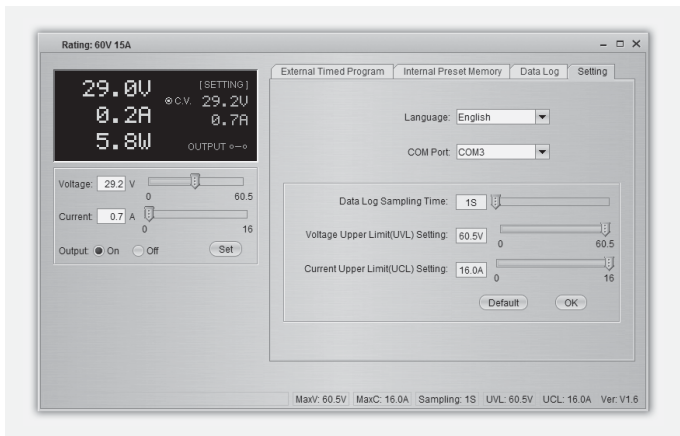 Rating: 60V 15A
29.0V
0.2A
5.8W
[SETTING]
C.V. 29.2V
0.7A
OUTPUT
Voltage: 29.2 V
0 60.5
Current: 0.7 A
0 16
Output: On Off Set
External Timed Program Internal Preset Memory Data Log Setting
Language: English
COM Port: COM3
Data Log Sampling Time: 1S
Voltage Upper Limit(UVL) Setting: 60.5V
0 60.5
Current Upper Limit(UCL) Setting: 16.0A
0 16
Default OK
MaxV: 60.5V MaxC: 16.0A Sampling: 1S UVL: 60.5V UCL: 16.0A Ver: V1.6